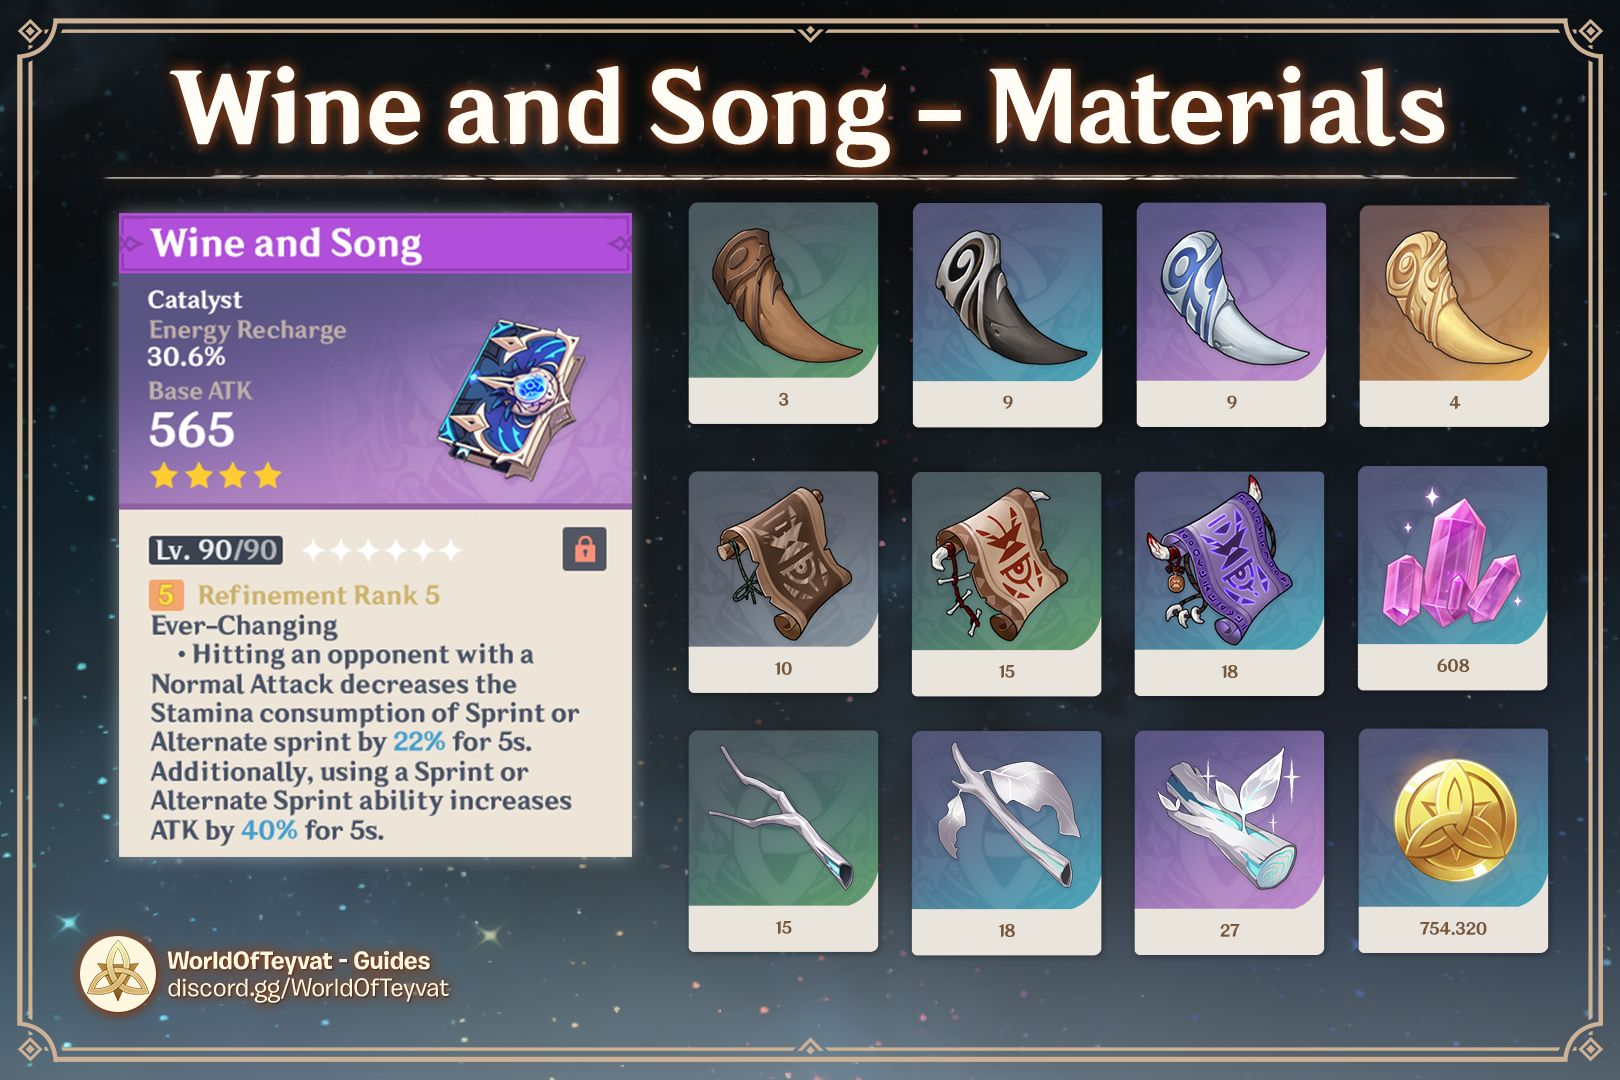 Wine and Song - Materials
Wine and Song
Catalyst
Energy Recharge
30.6%
Base ATK
565
Lv. 90/90
5 Refinement Rank 5
Ever-Changing
• Hitting an opponent with a
Normal Attack decreases the
Stamina consumption of Sprint or
Alternate sprint by 22% for 5s.
Additionally, using a Sprint or
Alternate Sprint ability increases
ATK by 40% for 5s.
3
9
9
4
10
15
18
608
15
18
27
754.320
WorldOfTeyvat - Guides
discord.gg/WorldOfTeyvat